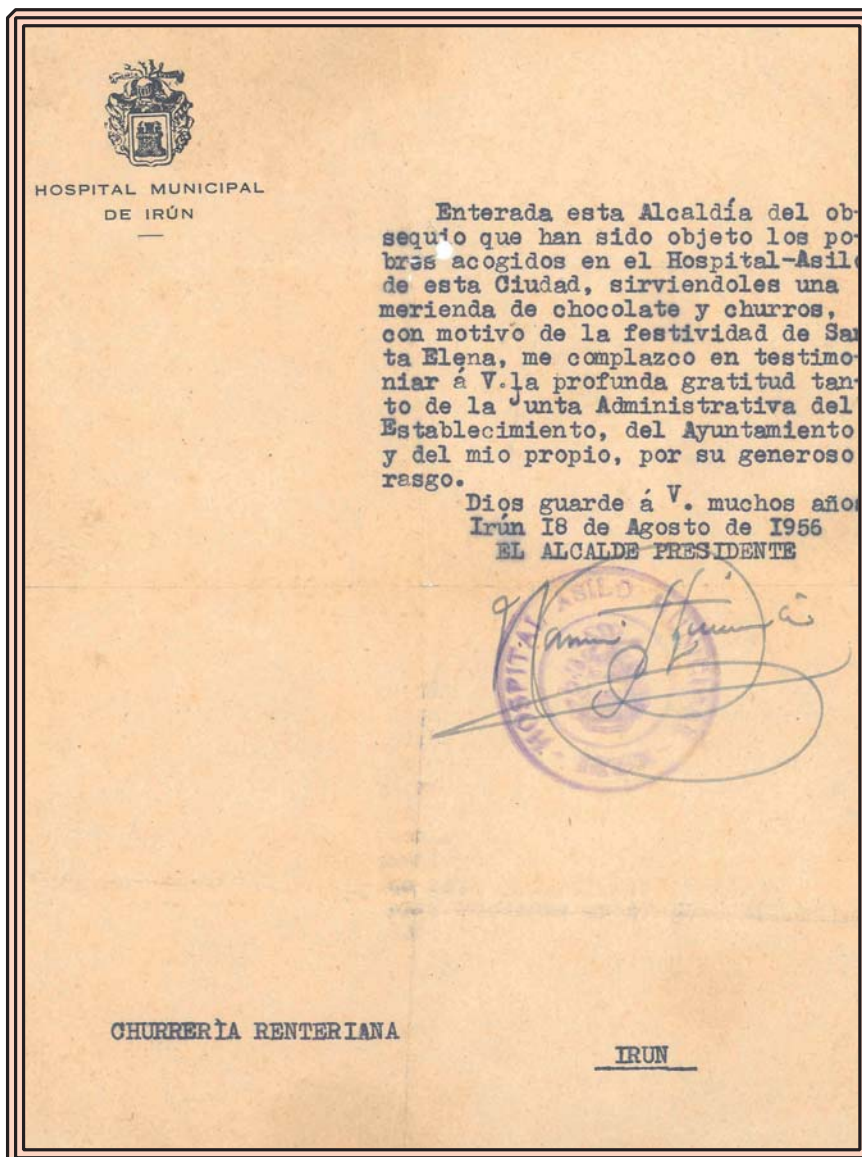 HOSPITAL MUNICIPAL
DE IRÚN
Enterada esta Alcaldía del ob-
sequio que han sido objeto los po-
bres acogidos en el Hospital-Asilo
de esta Ciudad, sirviendoles una
merienda de chocolate y churros,
con motivo de la festividad de San
ta Elena, me complazco en testimo-
niar á V. la profunda gratitud tan-
to de la Junta Administrativa del
Establecimiento, del Ayuntamiento
y del mio propio, por su generoso
rasgo.
Dios guarde á V. muchos años
Irún I8 de Agosto de I956
EL ALCALDE PRESIDENTE
HOSPITAL ASILO
CHURRERÌA RENTERIANA
IRUN